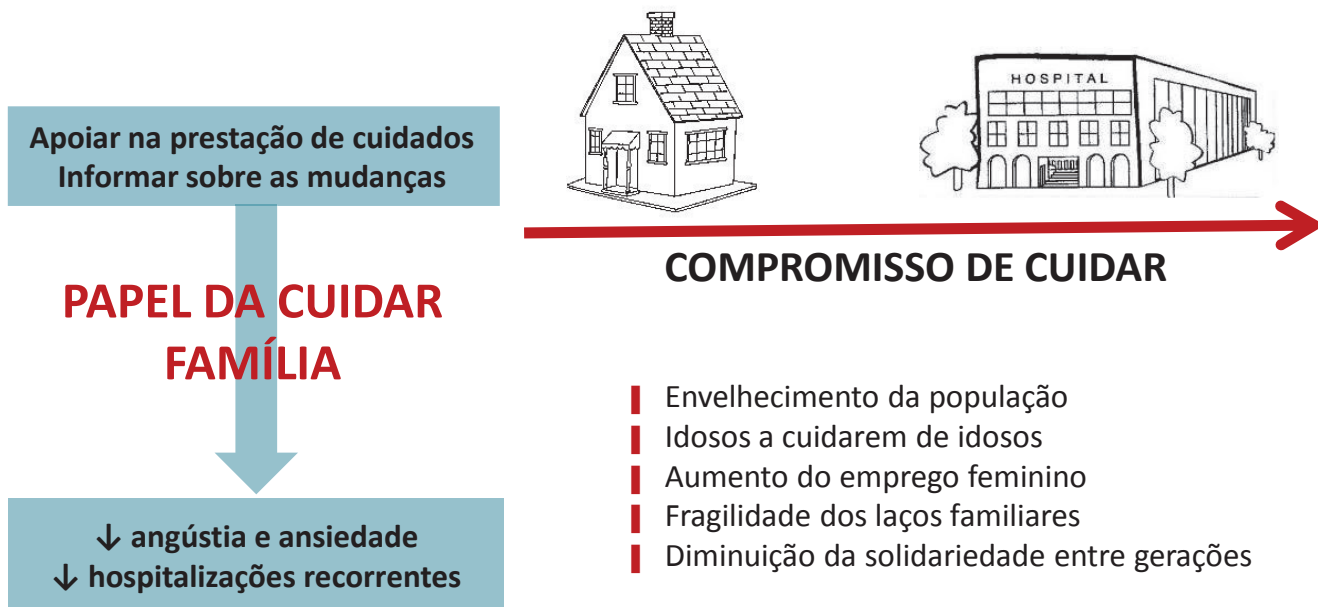 Apoiar na prestação de cuidados
Informar sobre as mudanças
PAPEL DA CUIDAR
FAMÍLIA
↓ angústia e ansiedade
↓ hospitalizações recorrentes
HOSPITAL
COMPROMISSO DE CUIDAR
Envelhecimento da população
Idosos a cuidarem de idosos
Aumento do emprego feminino
Fragilidade dos laços familiares
Diminuição da solidariedade entre gerações